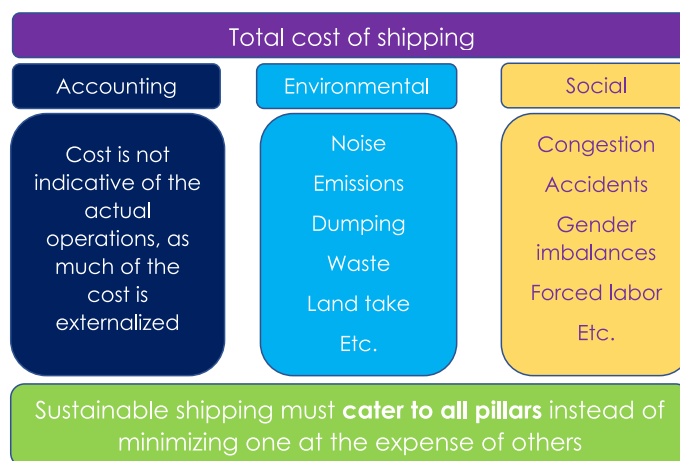 Total cost of shipping
Accounting
Environmental
Social
Cost is not
indicative of the
actual
operations, as
much of the
cost is
externalized
Noise
Emissions
Dumping
Waste
Land take
Etc.
Congestion
Accidents
Gender
imbalances
Forced labor
Etc.
Sustainable shipping must cater to all pillars instead of
minimizing one at the expense of others